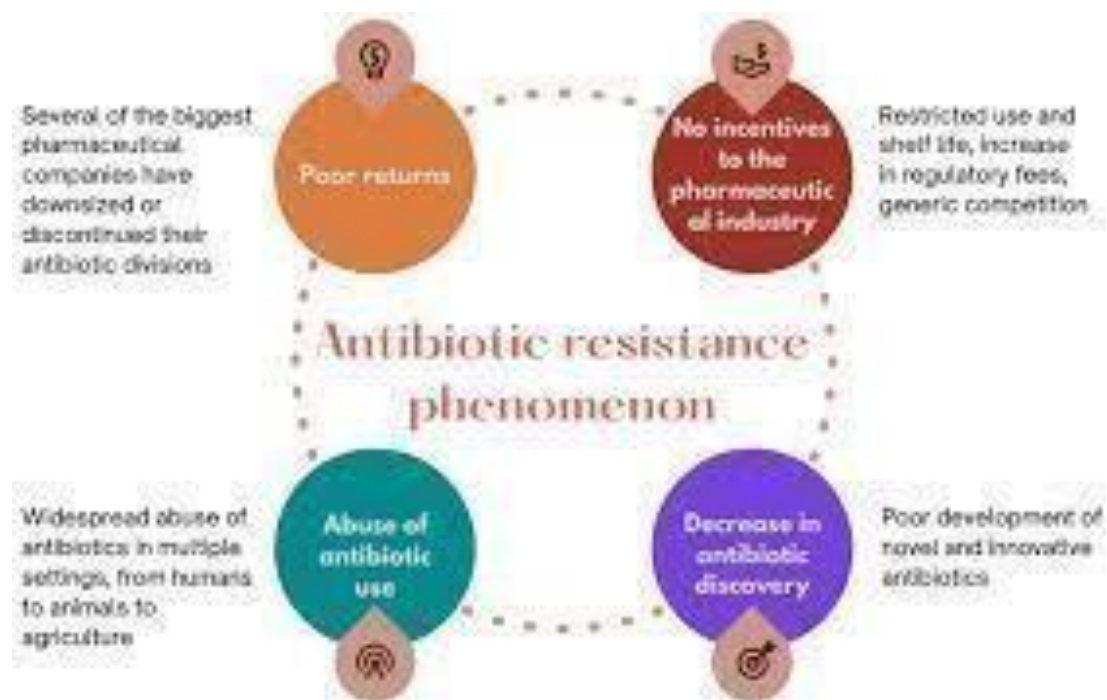 Several of the biggest
pharmaceutical
companies have
downsized or
discontinued their
antibiotic divisions
Poor returns
No incentives
to the
pharmaceutic
al industry
Restricted use and
shelf life, increase
in regulatory fees,
generic competition
Antibiotic resistance
phenomenon
Widespread abuse of
antibiotics in multiple
settings, from humans
to animals to
agriculture
Abuse of
antibiotic
use
Decrease in
antibiotic
discovery
Poor development of
novel and innovative
antibiotics